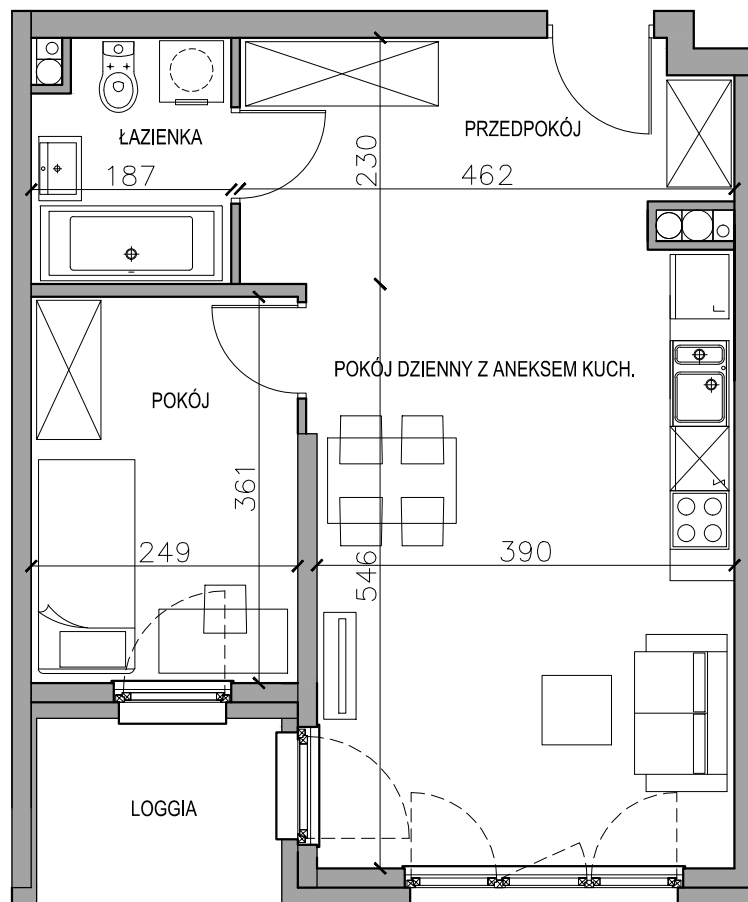 ŁAZIENKA
PRZEDPOKÓJ
187
230
462
POKÓJ DZIENNY Z ANEKSEM KUCH.
POKÓJ
361
249
546
390
LOGGIA